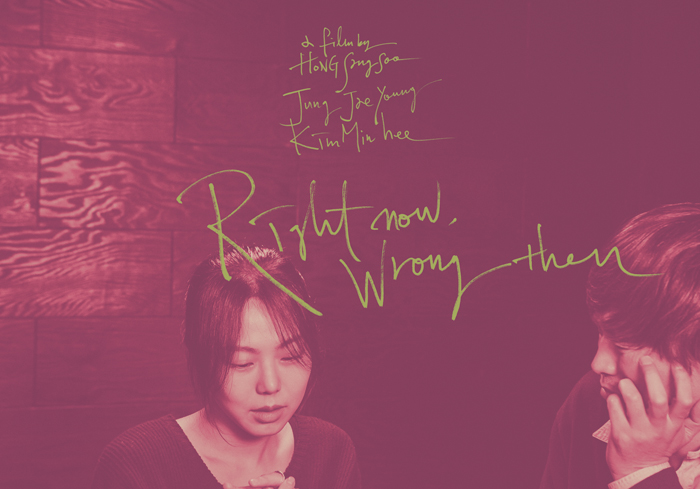 a film by
HONG Sang soo
Jung Jae Young
Kim Min hee
Right now,
Wrong then